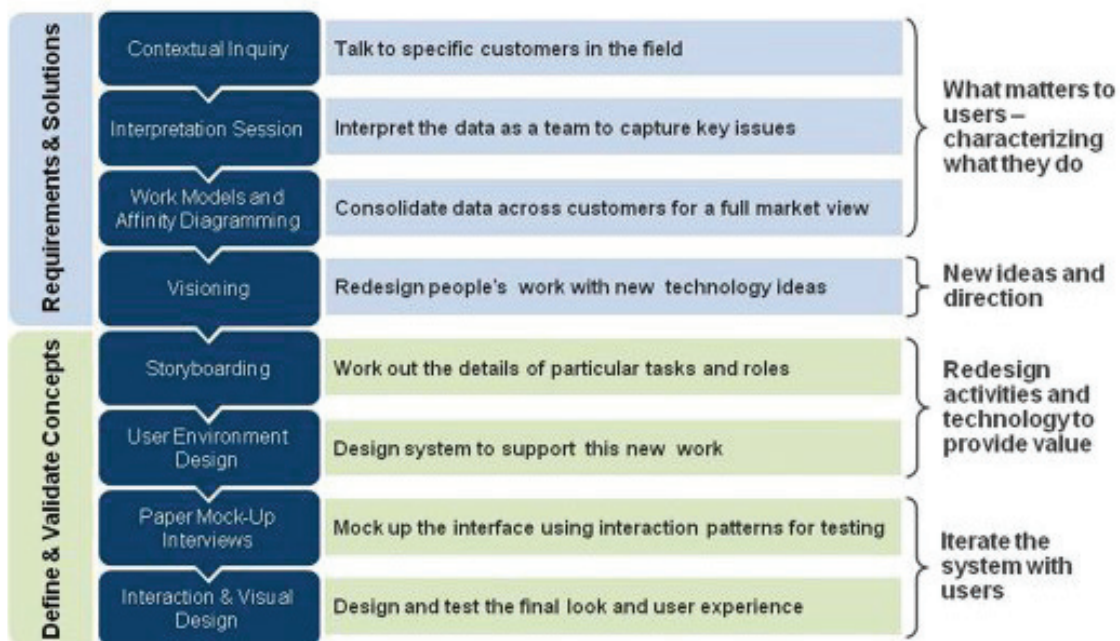 Requirements & Solutions
Contextual Inquiry
Talk to specific customers in the field
Interpretation Session
Interpret the data as a team to capture key issues
Work Models and
Affinity Diagramming
Consolidate data across customers for a full market view
What matters to
users –
characterizing
what they do
Visioning
Redesign people's work with new technology ideas
New ideas and
direction
Define & Validate Concepts
Storyboarding
Work out the details of particular tasks and roles
User Environment
Design
Design system to support this new work
Redesign
activities and
technology to
provide value
Paper Mock-Up
Interviews
Mock up the interface using interaction patterns for testing
Interaction & Visual
Design
Design and test the final look and user experience
Iterate the
system with
users